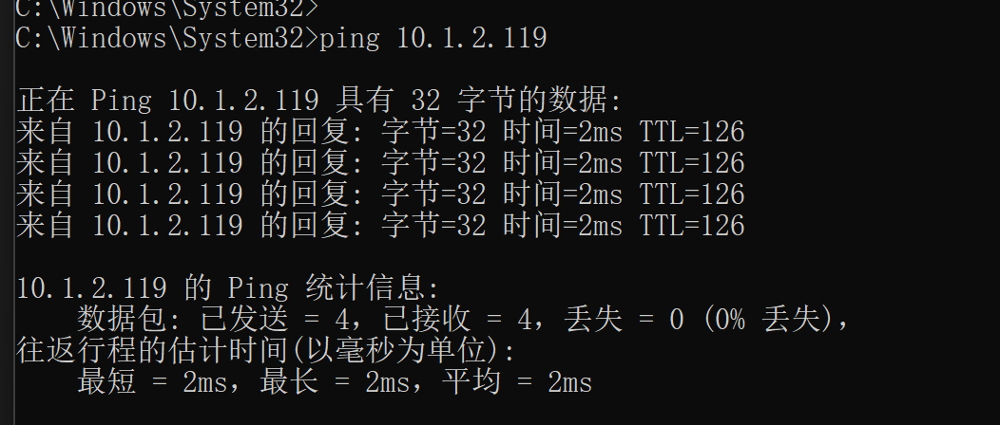 C:\Windows\System32>
C:\Windows\System32>ping 10.1.2.119
正在 Ping 10.1.2.119 具有 32 字节的数据:
来自 10.1.2.119 的回复: 字节=32 时间=2ms TTL=126
来自 10.1.2.119 的回复: 字节=32 时间=2ms TTL=126
来自 10.1.2.119 的回复: 字节=32 时间=2ms TTL=126
来自 10.1.2.119 的回复: 字节=32 时间=2ms TTL=126
10.1.2.119 的 Ping 统计信息:
    数据包: 已发送 = 4，已接收 = 4，丢失 = 0 (0% 丢失)，
往返行程的估计时间(以毫秒为单位):
    最短 = 2ms，最长 = 2ms，平均 = 2ms